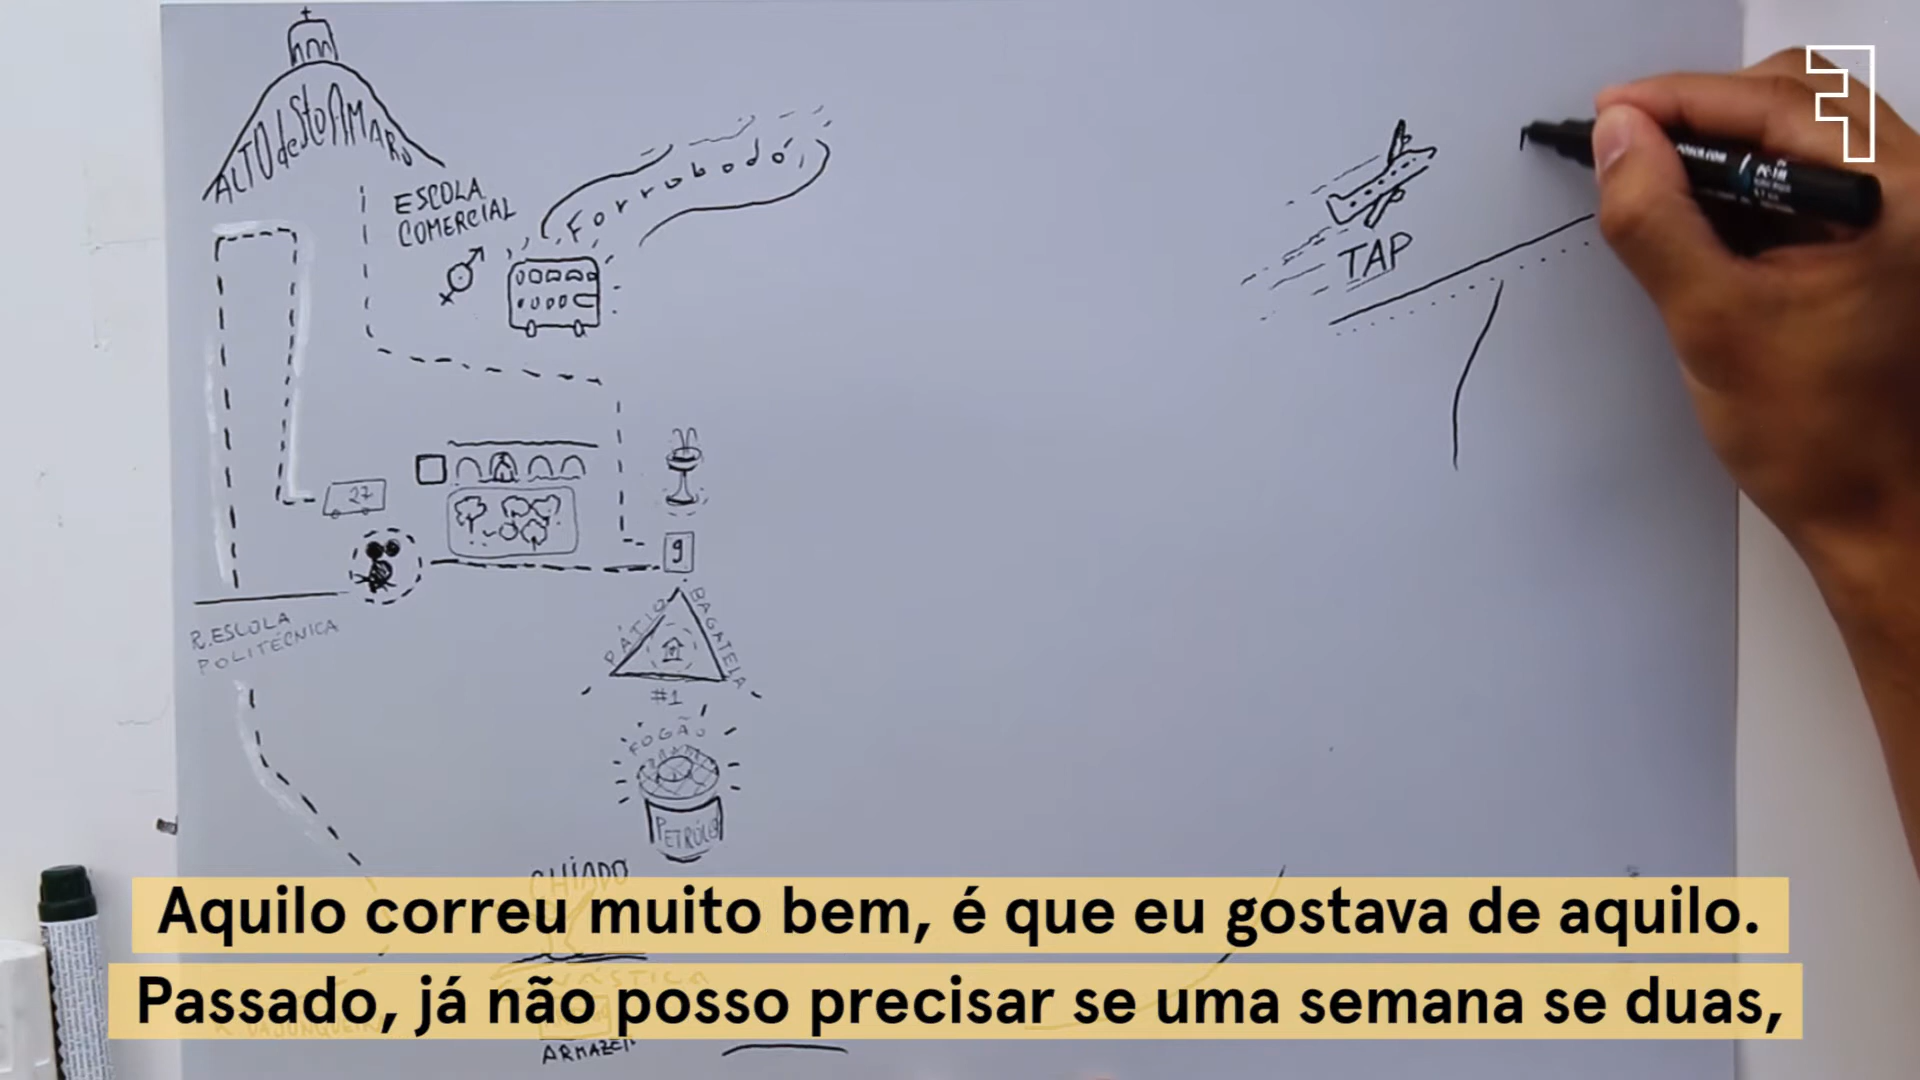 ALTO de Sto AMARO
ESCOLA
COMERCIAL
Forrobodó
TAP
27
9
R. ESCOLA
POLITÉCNICA
PÁTIO BAGATELA
#1
FOGÃO
PETRÓLEO
CHIADO
Aquilo correu muito bem, é que eu gostava de aquilo.
Passado, já não posso precisar se uma semana se duas,